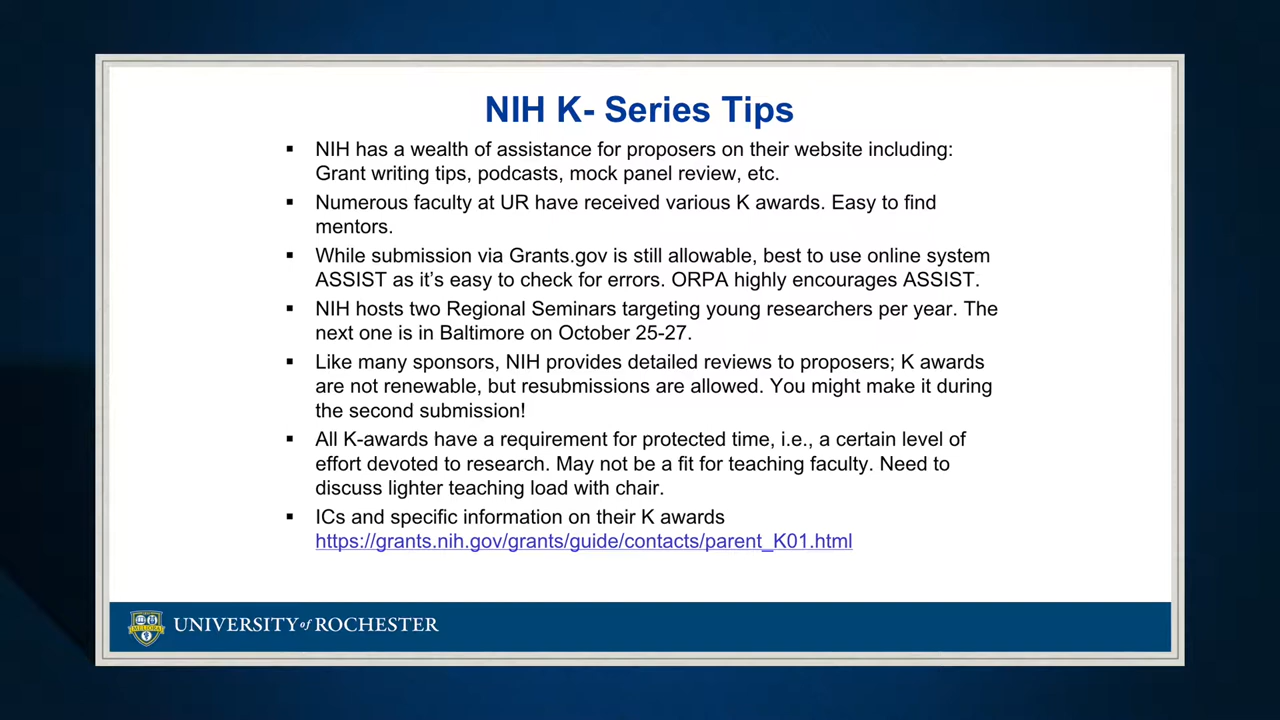 NIH K- Series Tips
▪ NIH has a wealth of assistance for proposers on their website including:
Grant writing tips, podcasts, mock panel review, etc.
▪ Numerous faculty at UR have received various K awards. Easy to find
mentors.
▪ While submission via Grants.gov is still allowable, best to use online system
ASSIST as it’s easy to check for errors. ORPA highly encourages ASSIST.
▪ NIH hosts two Regional Seminars targeting young researchers per year. The
next one is in Baltimore on October 25-27.
▪ Like many sponsors, NIH provides detailed reviews to proposers; K awards
are not renewable, but resubmissions are allowed. You might make it during
the second submission!
▪ All K-awards have a requirement for protected time, i.e., a certain level of
effort devoted to research. May not be a fit for teaching faculty. Need to
discuss lighter teaching load with chair.
▪ ICs and specific information on their K awards
https://grants.nih.gov/grants/guide/contacts/parent_K01.html
MELIORA
UNIVERSITY of ROCHESTER